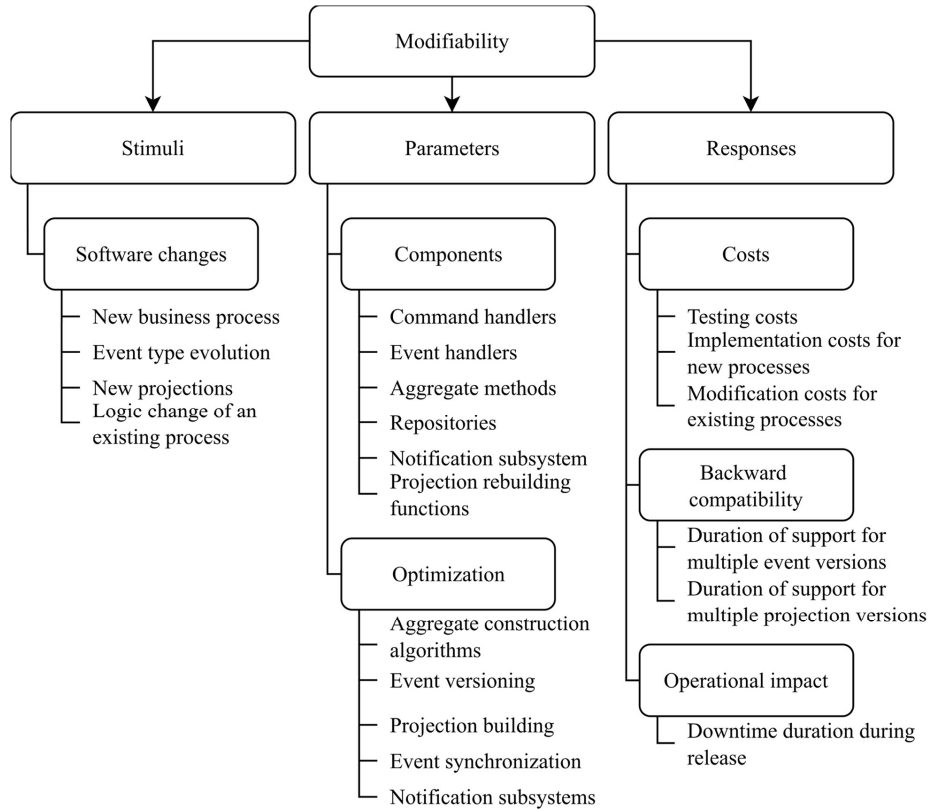 Modifiability
Stimuli
Software changes
New business process
Event type evolution
New projections
Logic change of an
existing process
Parameters
Components
Command handlers
Event handlers
Aggregate methods
Repositories
Notification subsystem
Projection rebuilding
functions
Optimization
Aggregate construction
algorithms
Event versioning
Projection building
Event synchronization
Notification subsystems
Responses
Costs
Testing costs
Implementation costs for
new processes
Modification costs for
existing processes
Backward
compatibility
Duration of support for
multiple event versions
Duration of support for
multiple projection versions
Operational impact
Downtime duration during
release